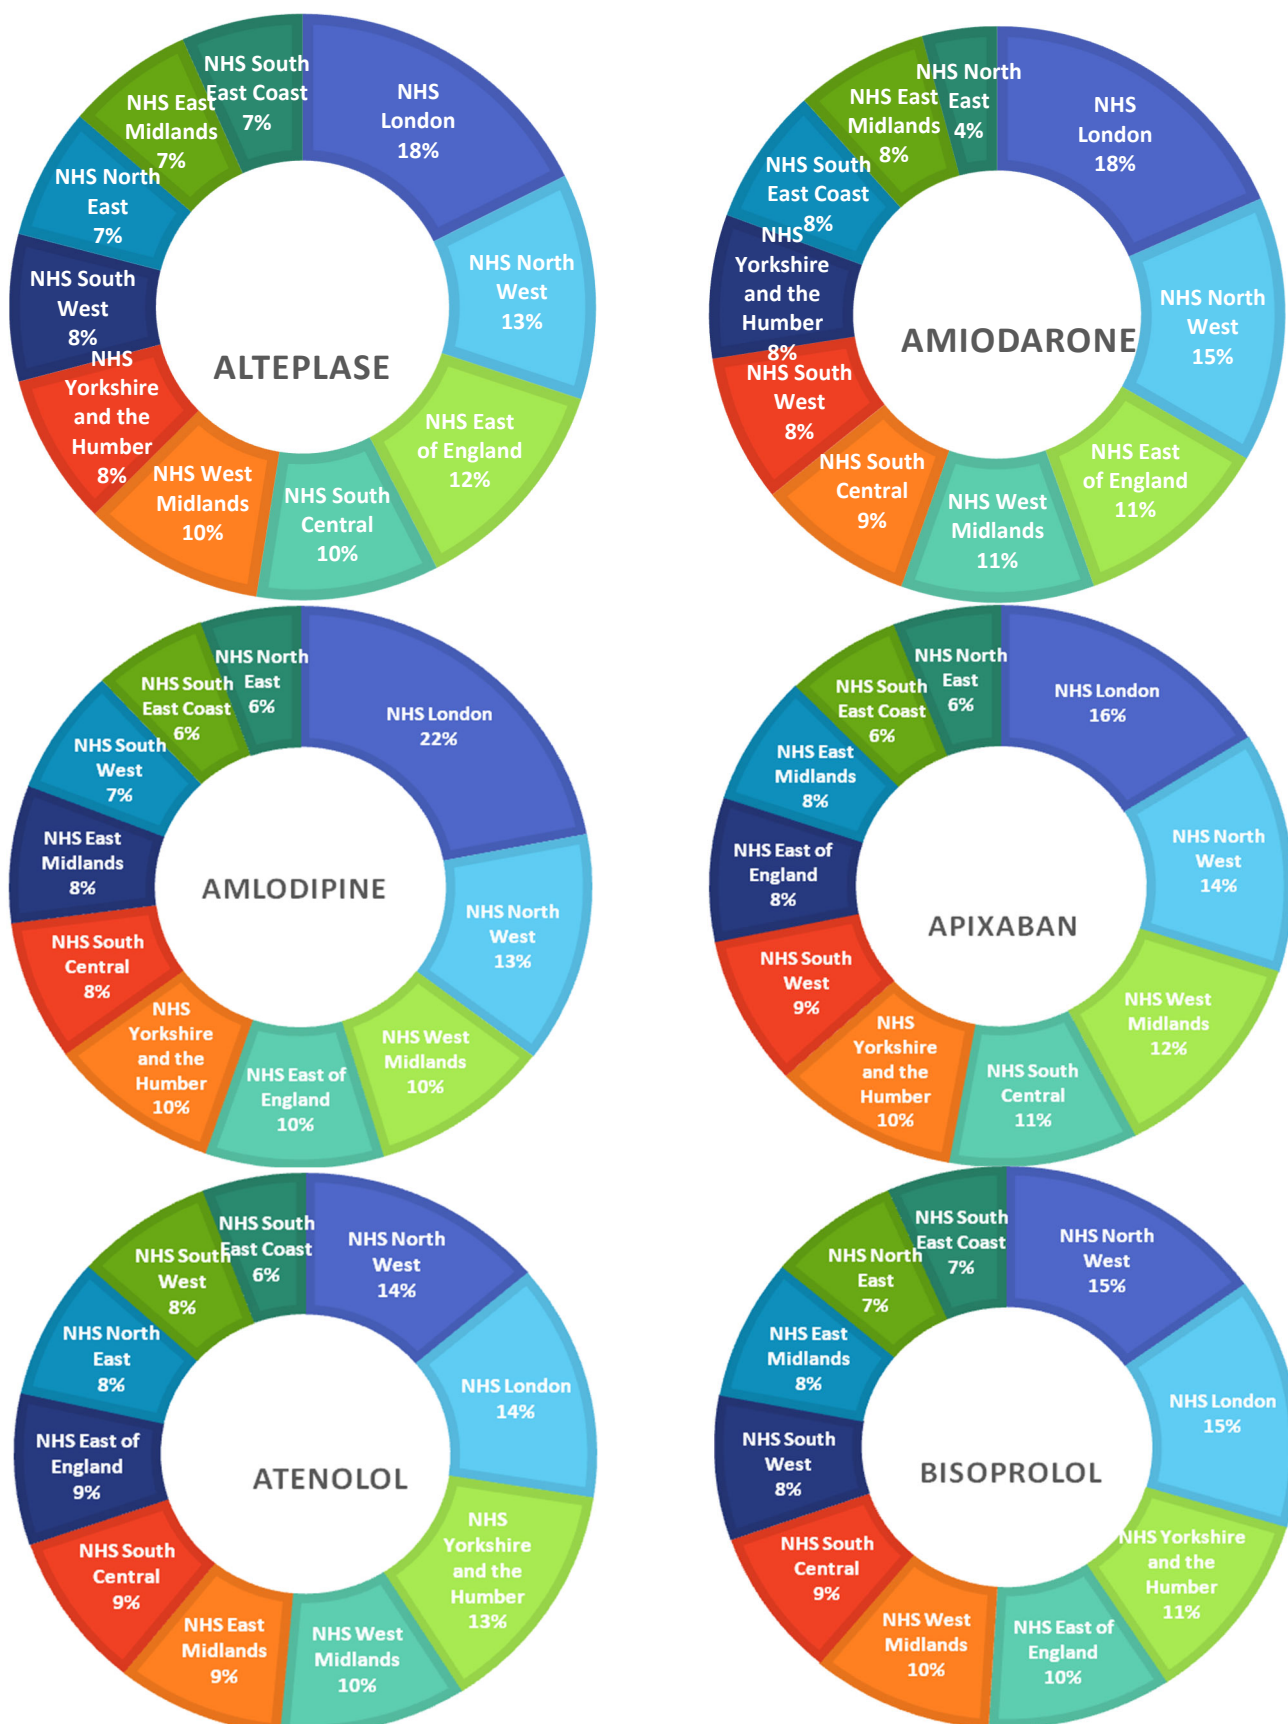 NHS
London
18%
NHS North
West
13%
NHS East
of England
12%
NHS South
Central
10%
NHS West
Midlands
10%
NHS
Yorkshire
and the
Humber
8%
NHS South
West
8%
NHS North
East
7%
NHS East
Midlands
7%
NHS South
East Coast
7%
ALTEPLASE
NHS
London
18%
NHS North
West
15%
NHS East
of England
11%
NHS West
Midlands
11%
NHS South
Central
9%
NHS South
West
8%
NHS
Yorkshire
and the
Humber
8%
NHS South
East Coast
8%
NHS East
Midlands
8%
NHS North
East
4%
AMIODARONE
NHS London
22%
NHS North
West
13%
NHS West
Midlands
10%
NHS East of
England
10%
NHS
Yorkshire
and the
Humber
10%
NHS South
Central
8%
NHS East
Midlands
8%
NHS South
West
7%
NHS South
East Coast
6%
NHS North
East
6%
AMLODIPINE
NHS London
16%
NHS North
West
14%
NHS West
Midlands
12%
NHS South
Central
11%
NHS
Yorkshire
and the
Humber
10%
NHS South
West
9%
NHS East of
England
8%
NHS East
Midlands
8%
NHS South
East Coast
6%
NHS North
East
6%
APIXABAN
NHS North
West
14%
NHS London
14%
NHS
Yorkshire
and the
Humber
13%
NHS West
Midlands
10%
NHS East
Midlands
9%
NHS South
Central
9%
NHS East of
England
9%
NHS North
East
8%
NHS South
West
8%
NHS South
East Coast
6%
ATENOLOL
NHS North
West
15%
NHS London
15%
NHS Yorkshire
and the
Humber
11%
NHS East of
England
10%
NHS West
Midlands
10%
NHS South
Central
9%
NHS South
West
8%
NHS East
Midlands
8%
NHS North
East
7%
NHS South
East Coast
7%
BISOPROLOL